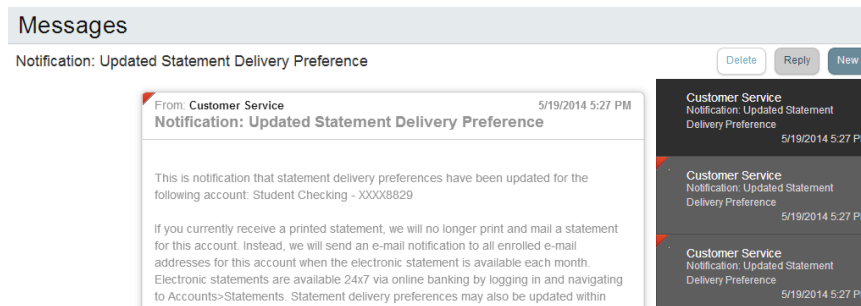 Messages
Notification: Updated Statement Delivery Preference
Delete
Reply
New
From: Customer Service
5/19/2014 5:27 PM
Notification: Updated Statement Delivery Preference
This is notification that statement delivery preferences have been updated for the
following account: Student Checking - XXXX8829
If you currently receive a printed statement, we will no longer print and mail a statement
for this account. Instead, we will send an e-mail notification to all enrolled e-mail
addresses for this account when the electronic statement is available each month.
Electronic statements are available 24x7 via online banking by logging in and navigating
to Accounts>Statements. Statement delivery preferences may also be updated within
Customer Service
Notification: Updated Statement
Delivery Preference
5/19/2014 5:27 P
Customer Service
Notification: Updated Statement
Delivery Preference
5/19/2014 5:27 P
Customer Service
Notification: Updated Statement
Delivery Preference
5/19/2014 5:27 P